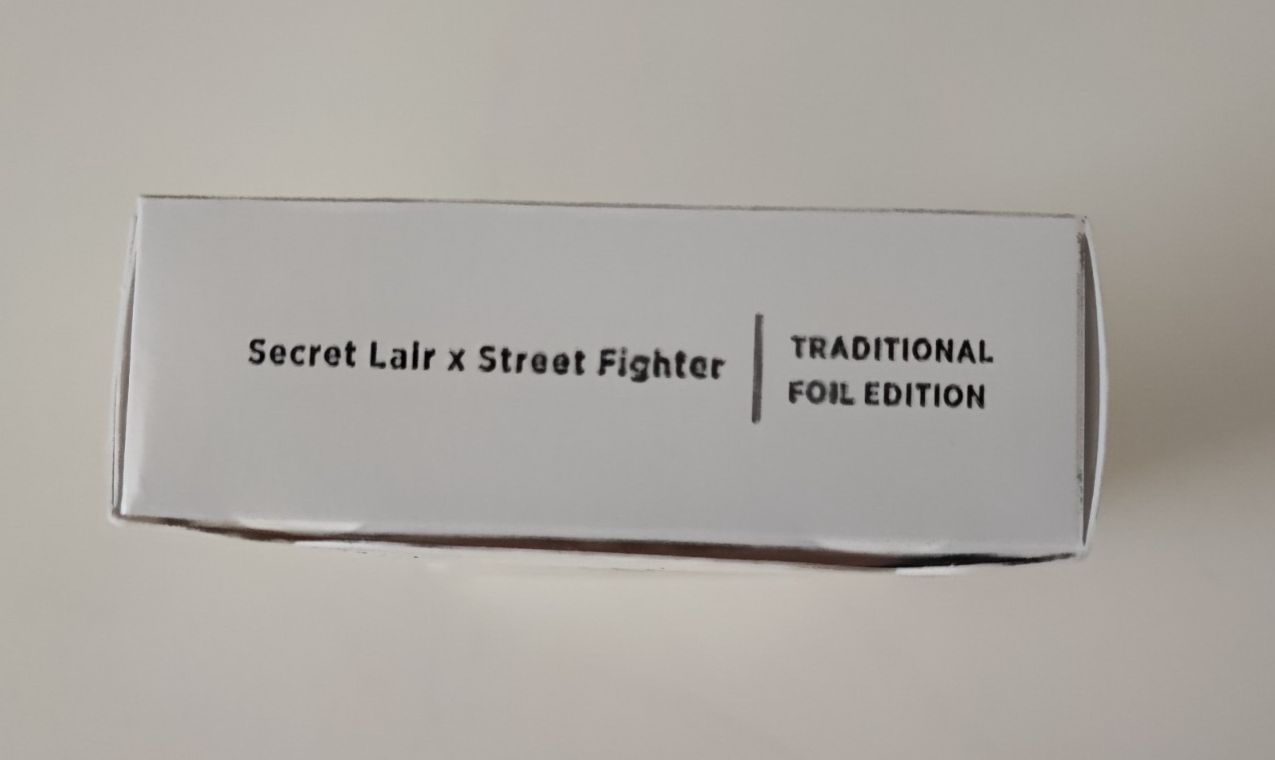 Secret Lair x Street Fighter
TRADITIONAL
FOIL EDITION